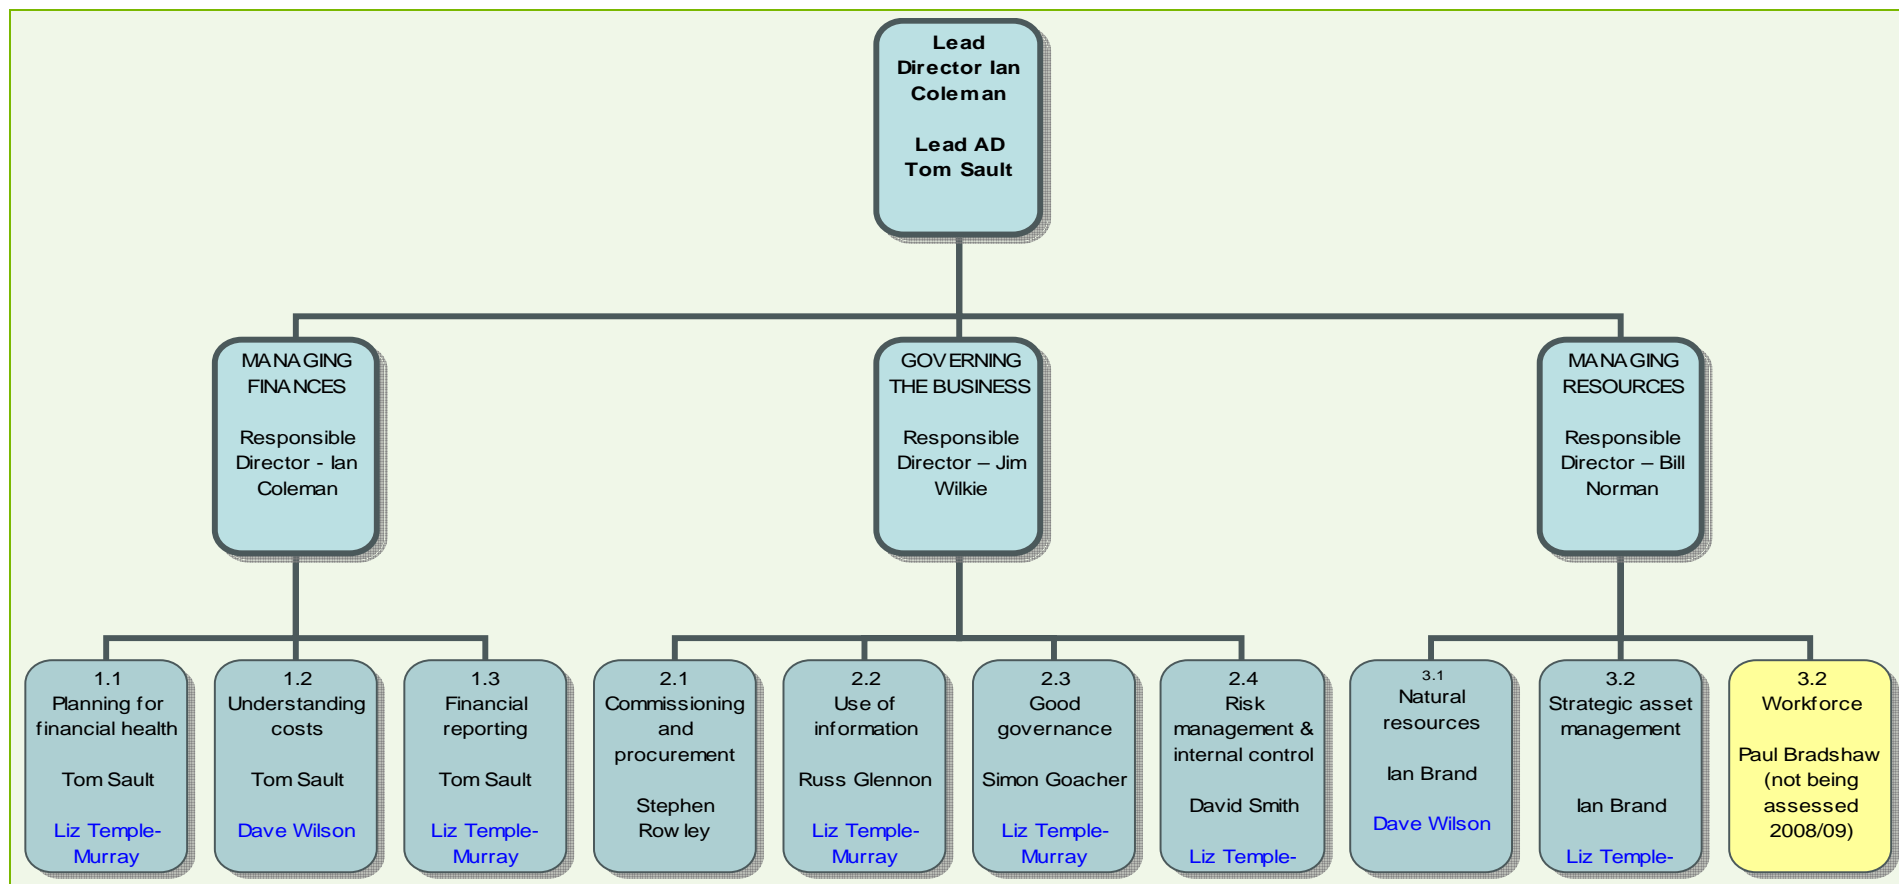 Lead
Director Ian
Coleman
Lead AD
Tom Sault
MANAGING
FINANCES
Responsible
Director - Ian
Coleman
GOVERNING
THE BUSINESS
Responsible
Director – Jim
Wilkie
MANAGING
RESOURCES
Responsible
Director – Bill
Norman
1.1
Planning for
financial health
Tom Sault
Liz Temple-
Murray
1.2
Understanding
costs
Tom Sault
Dave Wilson
1.3
Financial
reporting
Tom Sault
Liz Temple-
Murray
2.1
Commissioning
and
procurement
Stephen
Rowley
2.2
Use of
information
Russ Glennon
Liz Temple-
Murray
2.3
Good
governance
Simon Goacher
Liz Temple-
Murray
2.4
Risk
management &
internal control
David Smith
Liz Temple-
3.1
Natural
resources
Ian Brand
Dave Wilson
3.2
Strategic asset
management
Ian Brand
Liz Temple-
3.2
Workforce
Paul Bradshaw
(not being
assessed
2008/09)